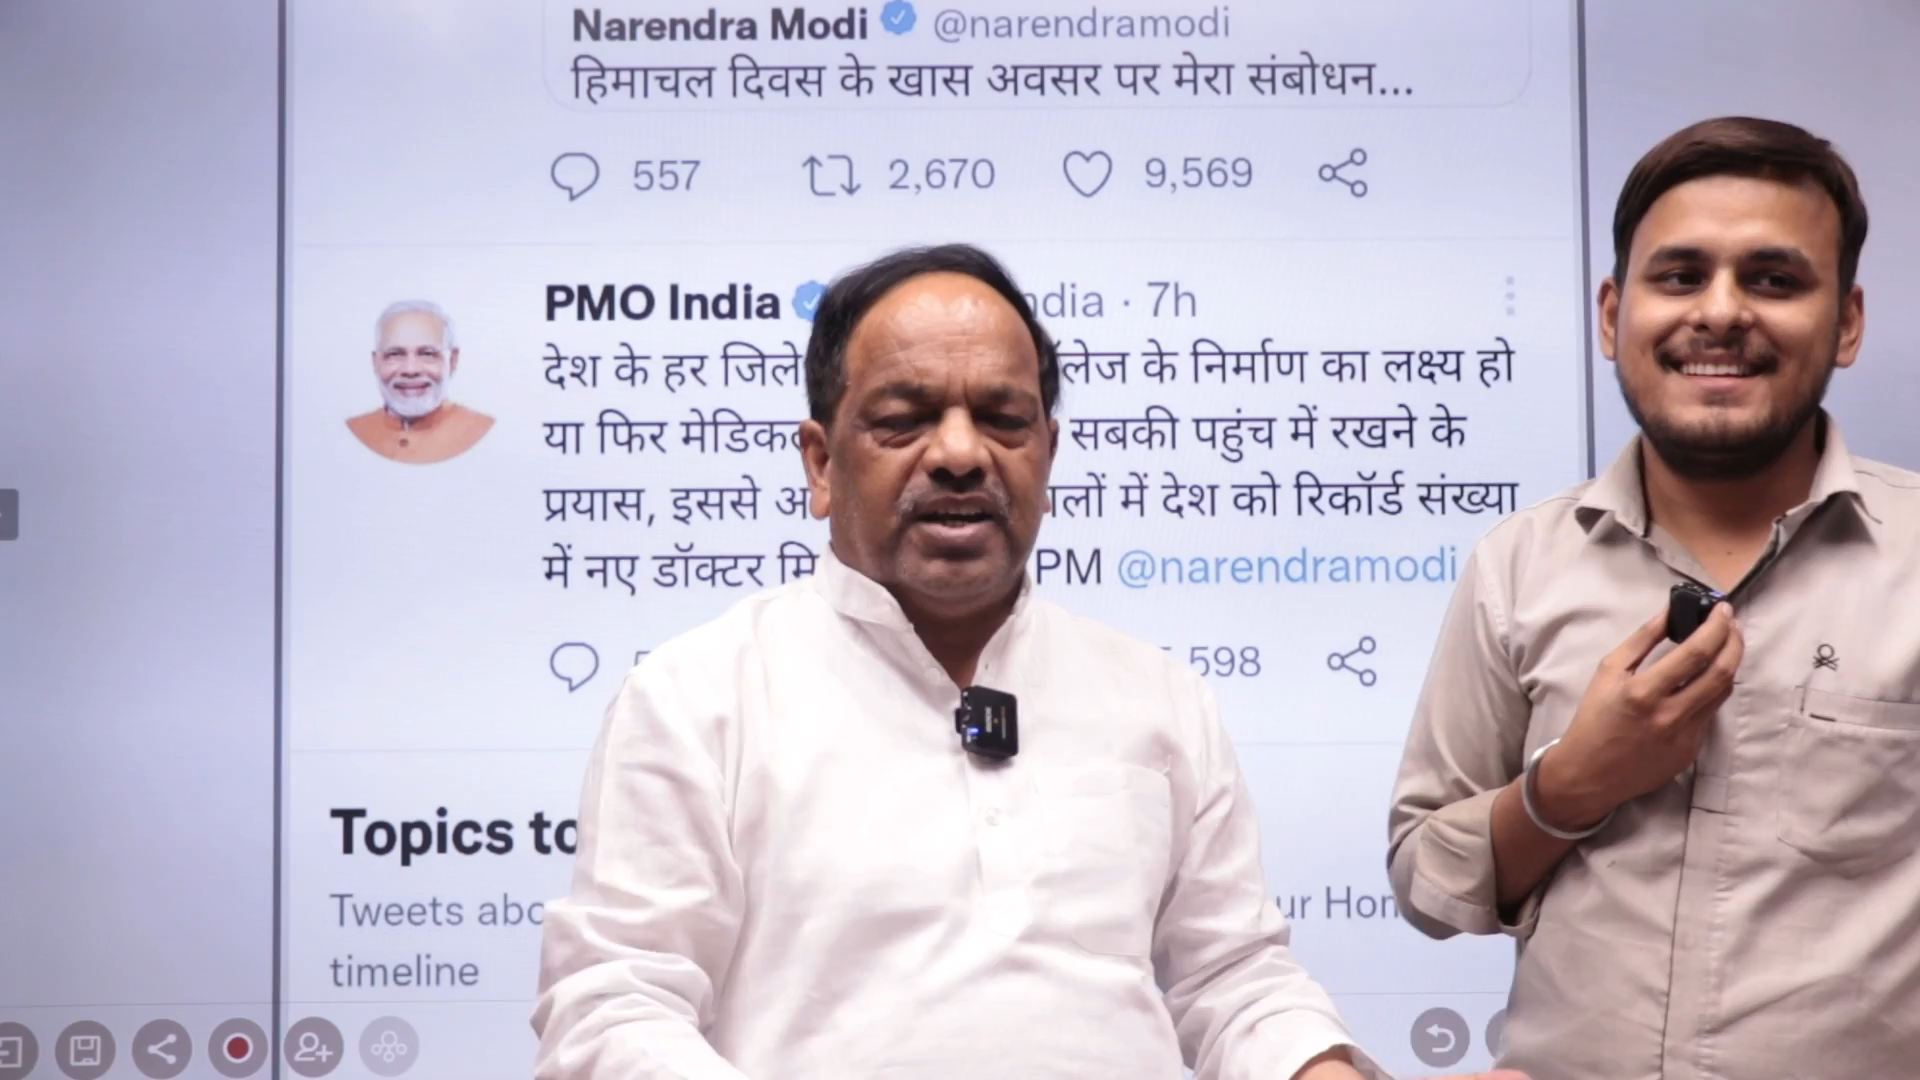 Narendra Modi @narendramodi
हिमाचल दिवस के खास अवसर पर मेरा संबोधन...
557 2,670 9,569
PMO India ndia · 7h
देश के हर जिले लेज के निर्माण का लक्ष्य हो
या फिर मेडिक सबकी पहुंच में रखने के
प्रयास, इससे लों में देश को रिकॉर्ड संख्या
में नए डॉक्टर मि PM @narendramodi
598
Topics to
Tweets abo ur Hom
timeline